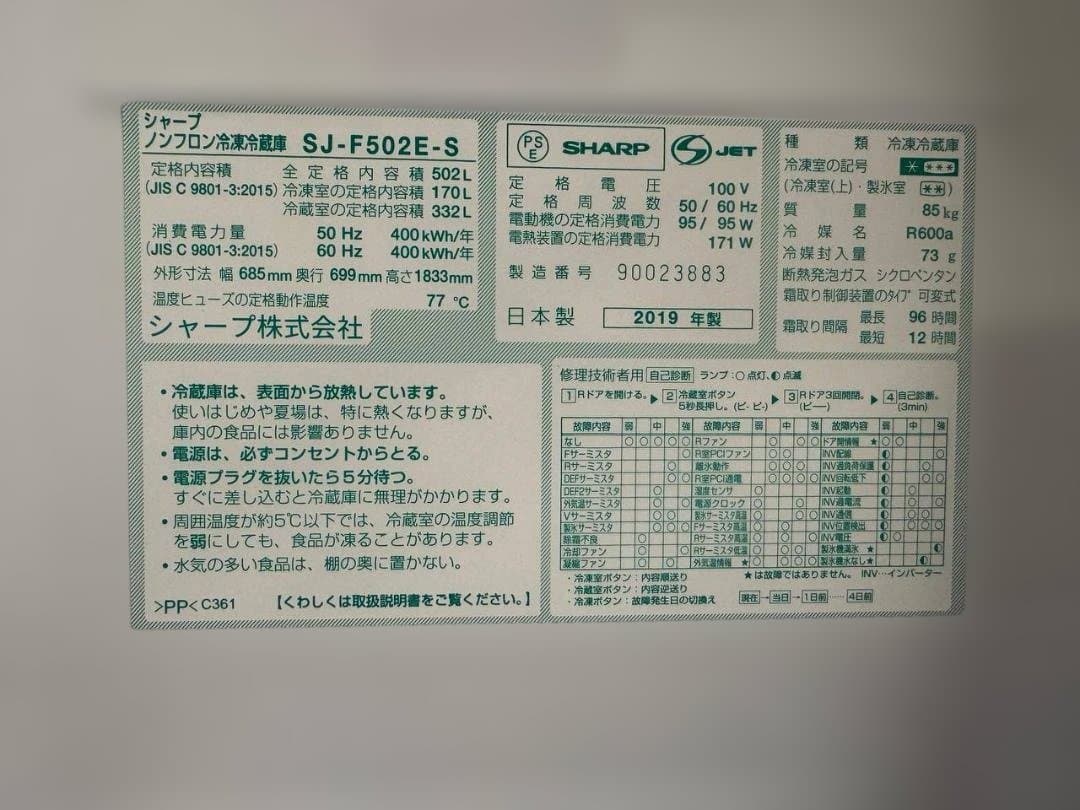 シャープ
ノンフロン冷凍冷蔵庫 SJ-F502E-S
定格内容積 全定格内容積 502L
(JIS C 9801-3:2015) 冷凍室の定格内容積 170L
冷蔵室の定格内容積 332L
消費電力量 50 Hz 400kWh/年
(JIS C 9801-3:2015) 60 Hz 400kWh/年
外形寸法 幅 685mm 奥行 699mm 高さ1833mm
温度ヒューズの定格動作温度 77 ℃
シャープ株式会社
PSE SHARP S JET
定格電圧 100 V
定格周波数 50/ 60 Hz
電動機の定格消費電力 95/ 95 W
電熱装置の定格消費電力 171 W
製造番号 90023883
日本製 2019 年製
種類 冷凍冷蔵庫
冷凍室の記号 * ***
(冷凍室(上)・製氷室 **)
質量 85kg
冷媒名 R600a
冷媒封入量 73 g
断熱発泡ガス シクロペンタン
霜取り制御装置のタイプ 可変式
霜取り間隔 最長 96 時間
最短 12 時間
・冷蔵庫は、表面から放熱しています。
使いはじめや夏場は、特に熱くなりますが、
庫内の食品には影響ありません。
・電源は、必ずコンセントからとる。
・電源プラグを抜いたら5分待つ。
すぐに差し込むと冷蔵庫に無理がかかります。
・周囲温度が約5℃以下では、冷蔵室の温度調節
を弱にしても、食品が凍ることがあります。
・水気の多い食品は、棚の奥に置かない。
>PP< C361 【くわしくは取扱説明書をご覧ください。】
修理技術者用 自己診断 ランプ:○点灯、◐点滅
1 Rドアを開ける。 ▶ 2 冷蔵室ボタン 5秒長押し。(ピ・ピ・) ▶ 3 Rドア3回開閉。(ピー) ▶ 4 自己診断。(3min)
故障内容 弱 中 強 故障内容 弱 中 強 故障内容 弱 中 強
なし ○ ○ ○ ○ ○ Rファン ドア開情報 ★
Fサーミスタ R室PCIファン INV配線
Rサーミスタ 離氷動作 INV過負荷保護
DEFサーミスタ R室PCI通電 INV回転低下
DEF2サーミスタ 湿度センサ INV起動
外気温サーミスタ 電源クロック INV過電流
Vサーミスタ 製氷サーミスタ高温 INV通信
製氷サーミスタ Fサーミスタ高温 INV位置検出
除霜不良 Rサーミスタ高温 INV電圧
冷却ファン Rサーミスタ低温 製氷機満氷 ★
凝縮ファン 外気温情報 ★ 製氷機水なし ★
★は故障ではありません。 INV…インバーター
・冷凍室ボタン:内容順送り
・冷蔵室ボタン:内容逆送り
・冷凍ボタン:故障発生日の切換え 現在→当日→1日前……4日前